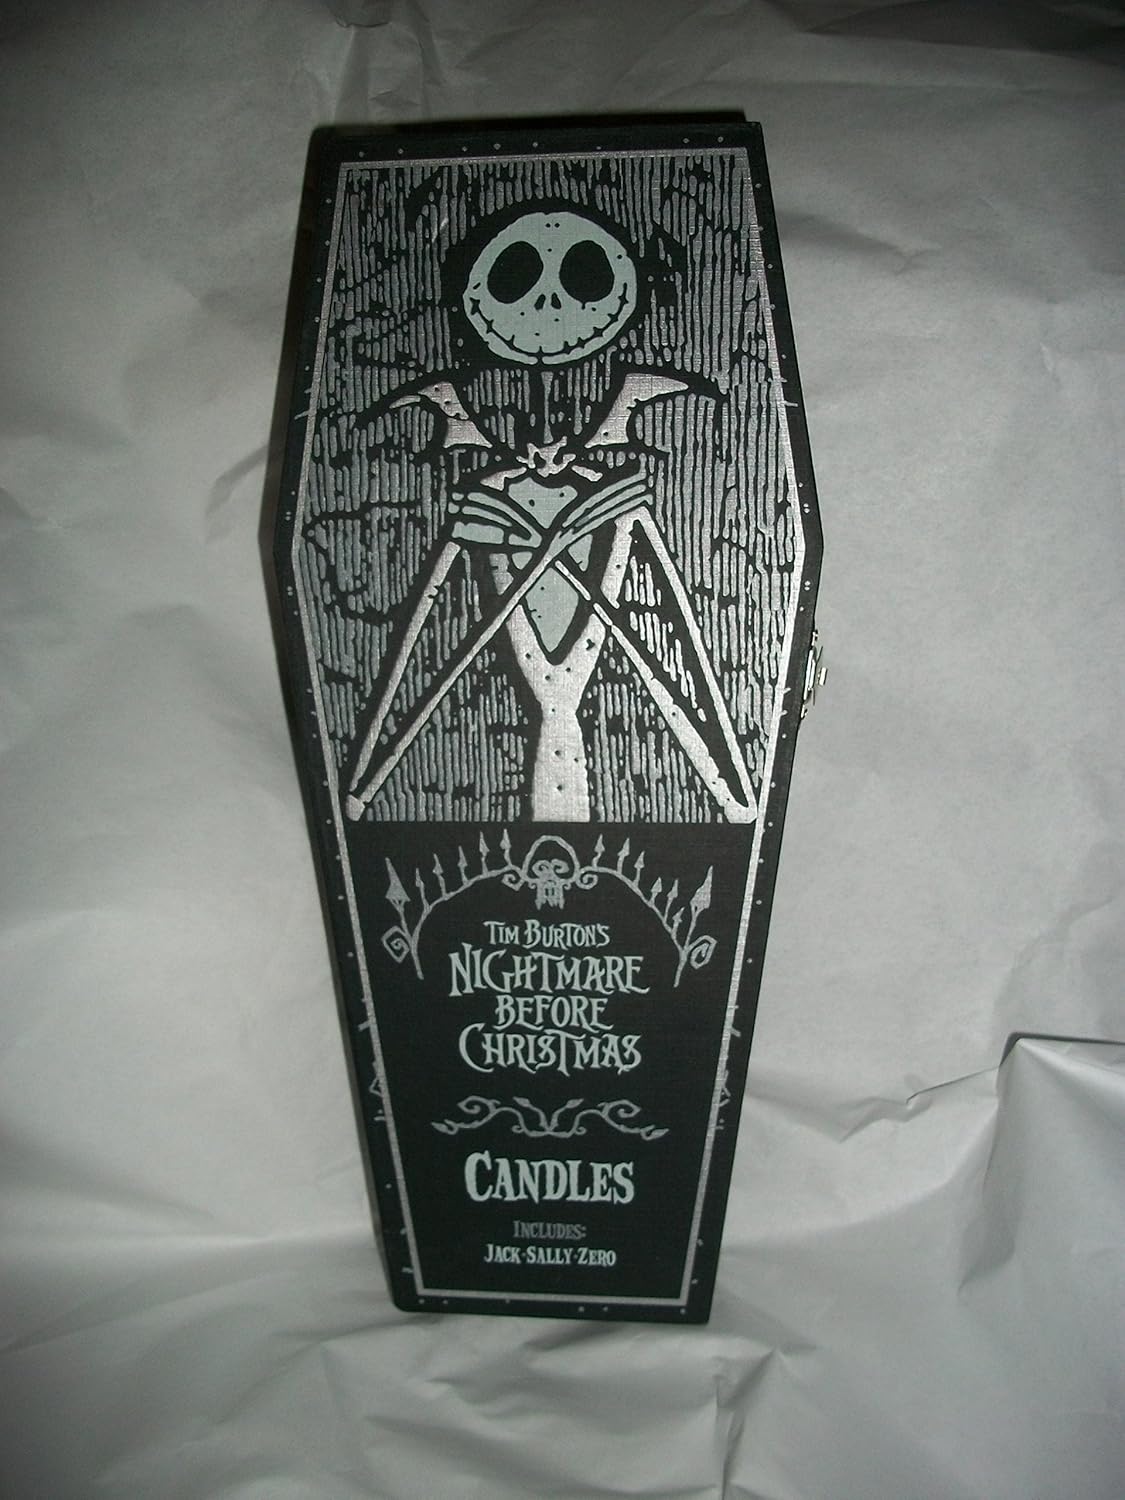 TIM BURTON'S
NIGHTMARE
BEFORE
CHRISTMAS
CANDLES
INCLUDES:
JACK·SALLY·ZERO